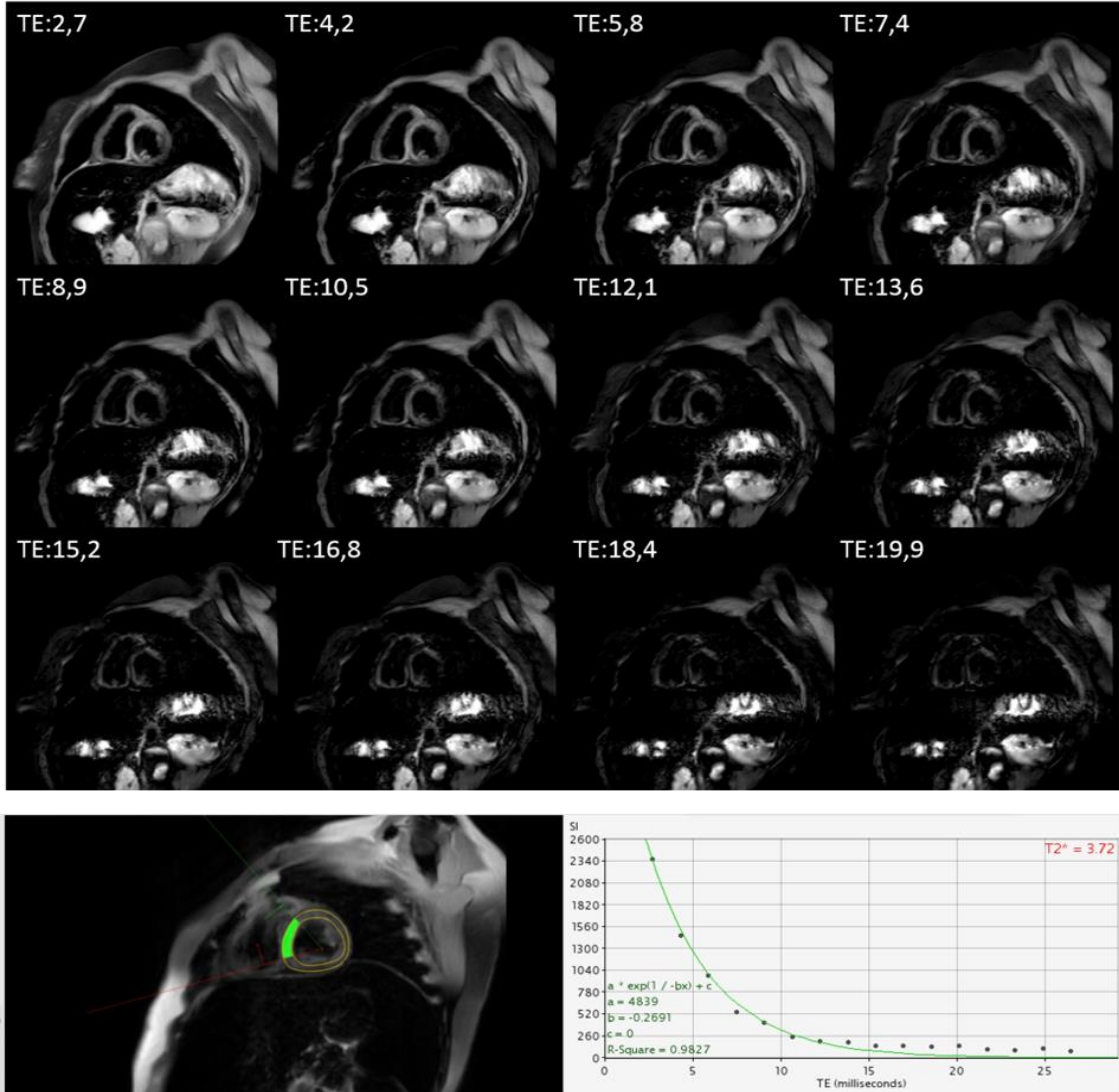 TE:2,7 TE:4,2 TE:5,8 TE:7,4
TE:8,9 TE:10,5 TE:12,1 TE:13,6
TE:15,2 TE:16,8 TE:18,4 TE:19,9
SI
T2* = 3.72
2600
2340
2080
1820
1560
1300
1040
780
520
260
0
a * exp(1 / -bx) + c
a = 4839
b = -0.2691
c = 0
R-Square = 0.9827
0 5 10 15 20 25
TE (milliseconds)